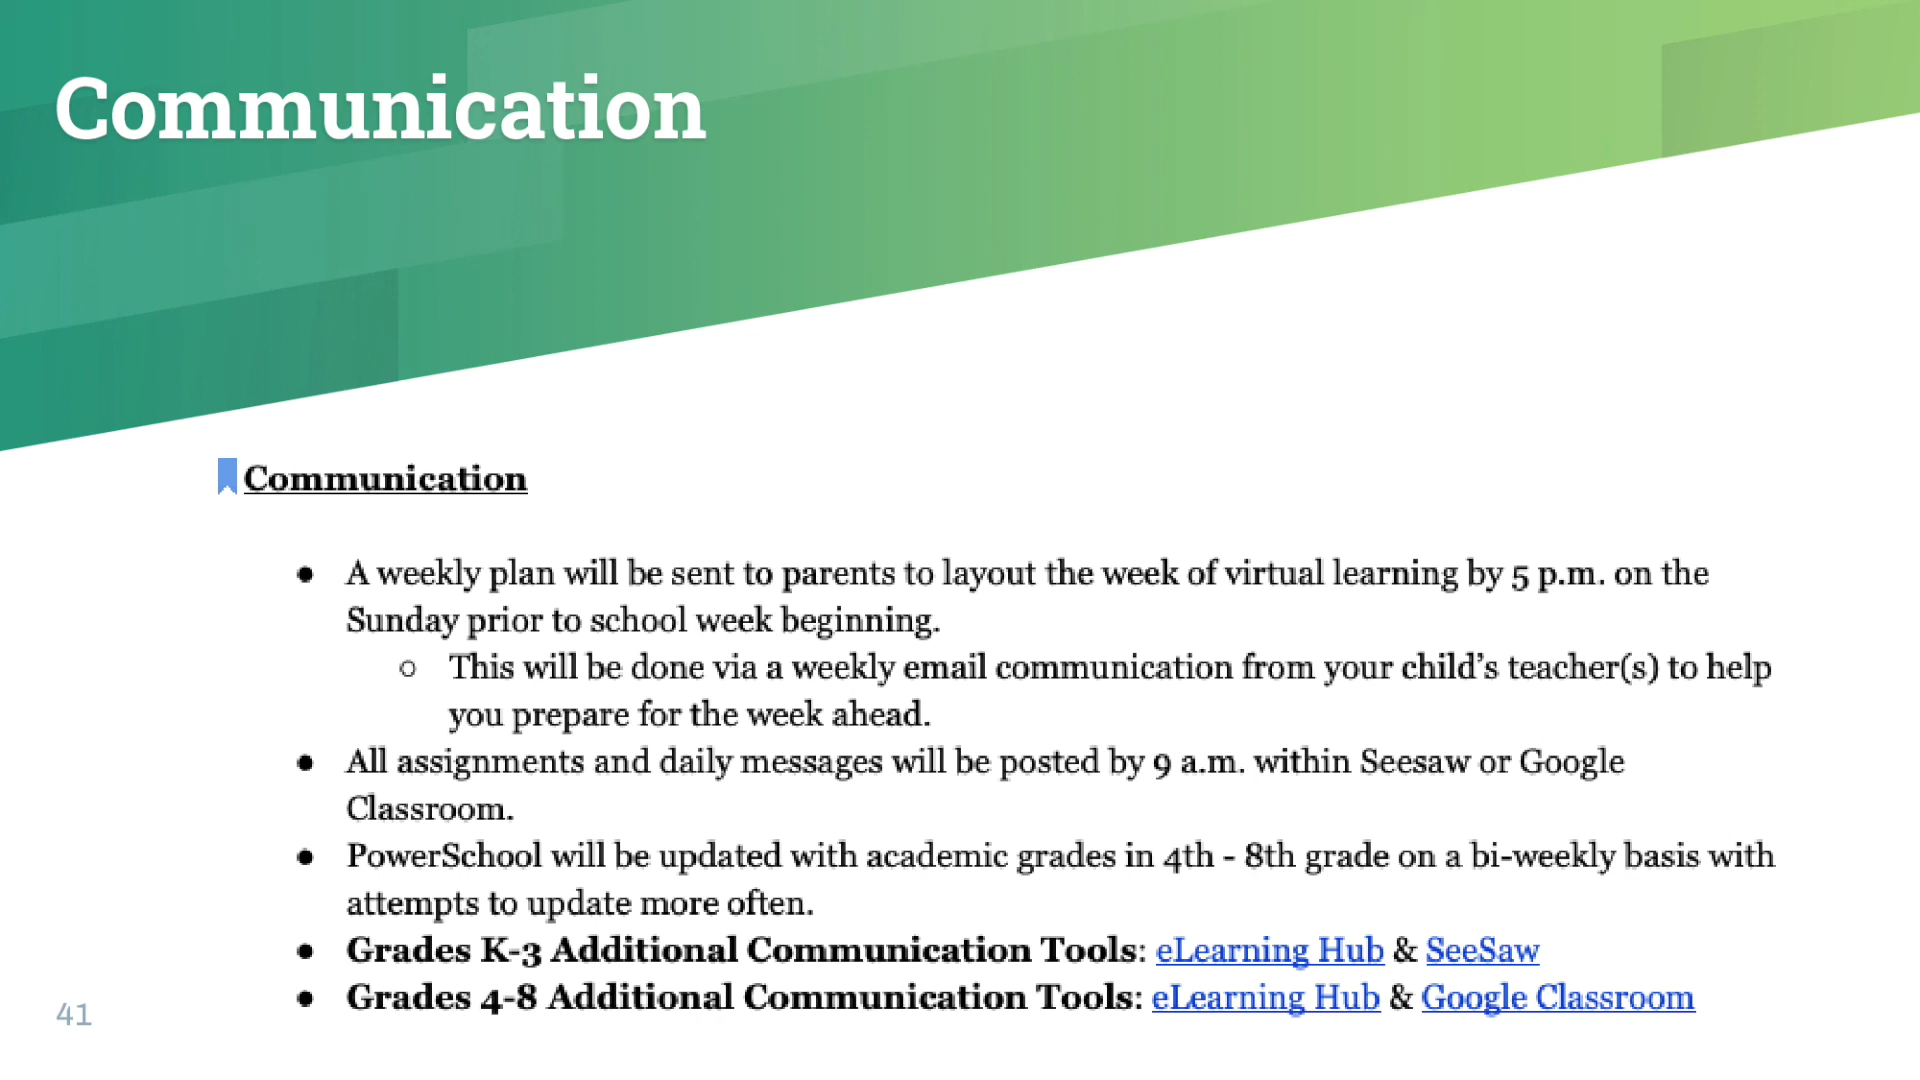 Communication
Communication
● A weekly plan will be sent to parents to layout the week of virtual learning by 5 p.m. on the
Sunday prior to school week beginning.
○ This will be done via a weekly email communication from your child's teacher(s) to help
you prepare for the week ahead.
● All assignments and daily messages will be posted by 9 a.m. within Seesaw or Google
Classroom.
● PowerSchool will be updated with academic grades in 4th - 8th grade on a bi-weekly basis with
attempts to update more often.
● Grades K-3 Additional Communication Tools: eLearning Hub & SeeSaw
● Grades 4-8 Additional Communication Tools: eLearning Hub & Google Classroom
41